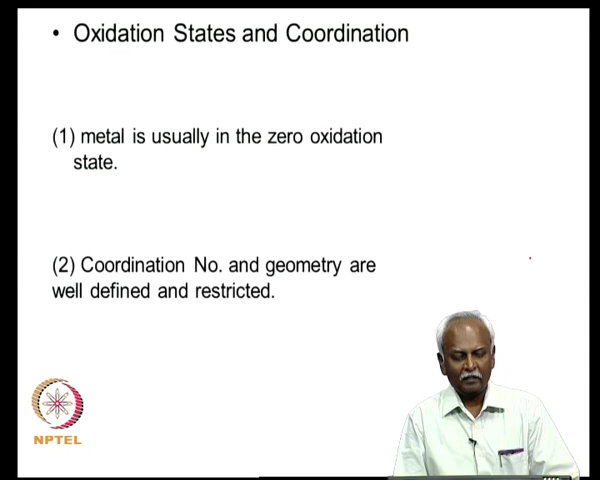 • Oxidation States and Coordination
(1) metal is usually in the zero oxidation
state.
(2) Coordination No. and geometry are
well defined and restricted.
NPTEL